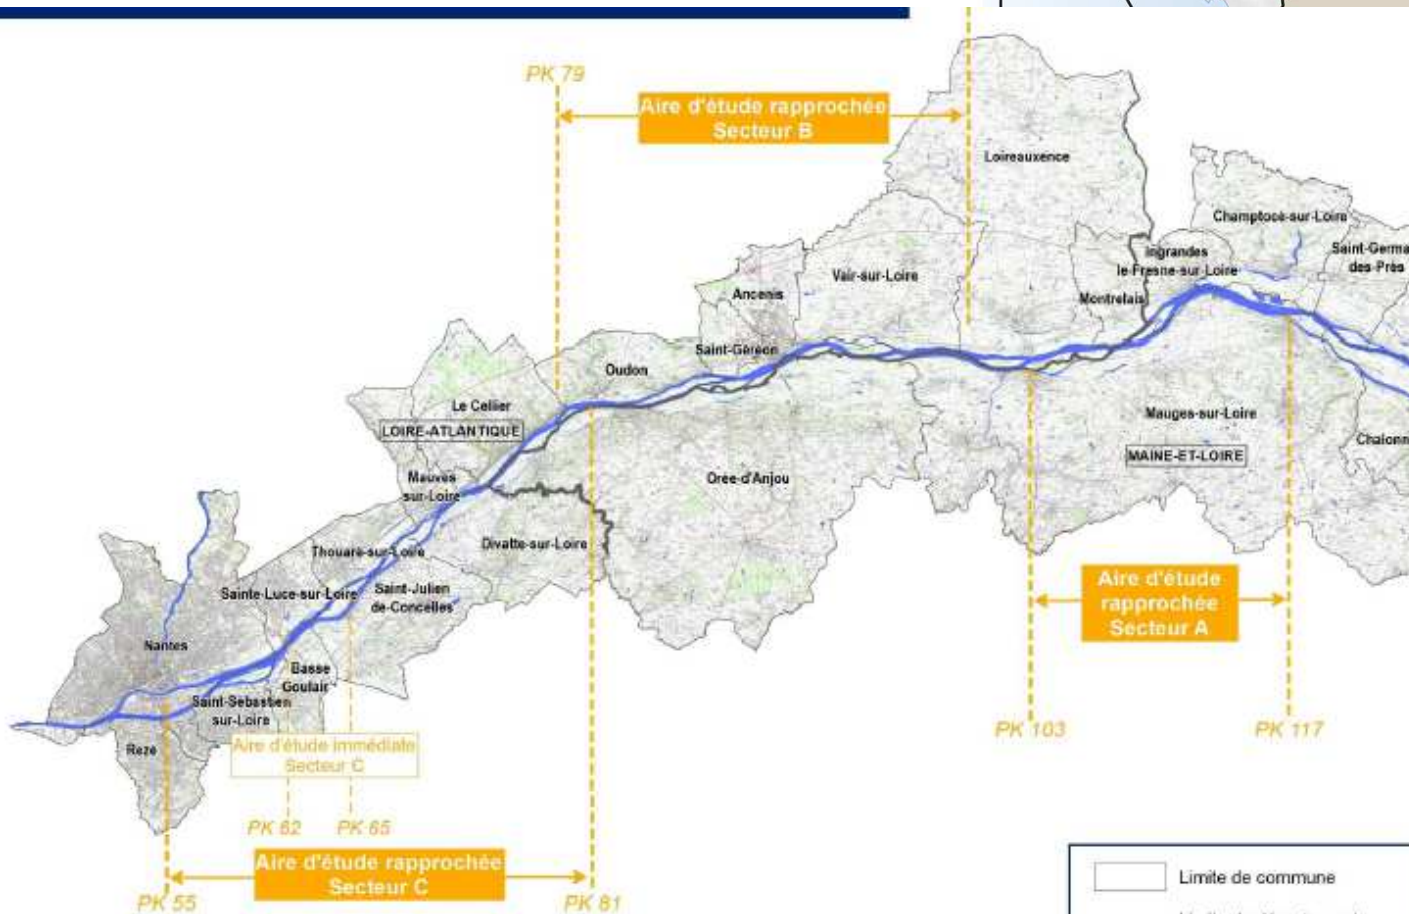 PK 79
Aire d'étude rapprochée
Secteur B
Loireauxence
Champtocé-sur-Loire
Ingrandes
le-Fresne-sur-Loire
Saint-Germa
des-Prés
Vair-sur-Loire
Ancenis
Montrelais
Saint-Géréon
Oudon
Le Cellier
LOIRE-ATLANTIQUE
Mauges-sur-Loire
MAINE-ET-LOIRE
Chalonn
Mauves
sur-Loire
Orée-d'Anjou
Divatte-sur-Loire
Thouaré-sur-Loire
Sainte-Luce-sur-Loire
Saint-Julien
de-Concelles
Aire d'étude
rapprochée
Secteur A
Nantes
Basse
Goulair
Saint-Sébastien
sur-Loire
Rezé
Aire d'étude immédiate
Secteur C
PK 103
PK 117
PK 62
PK 65
Aire d'étude rapprochée
Secteur C
PK 55
PK 81
Limite de commune